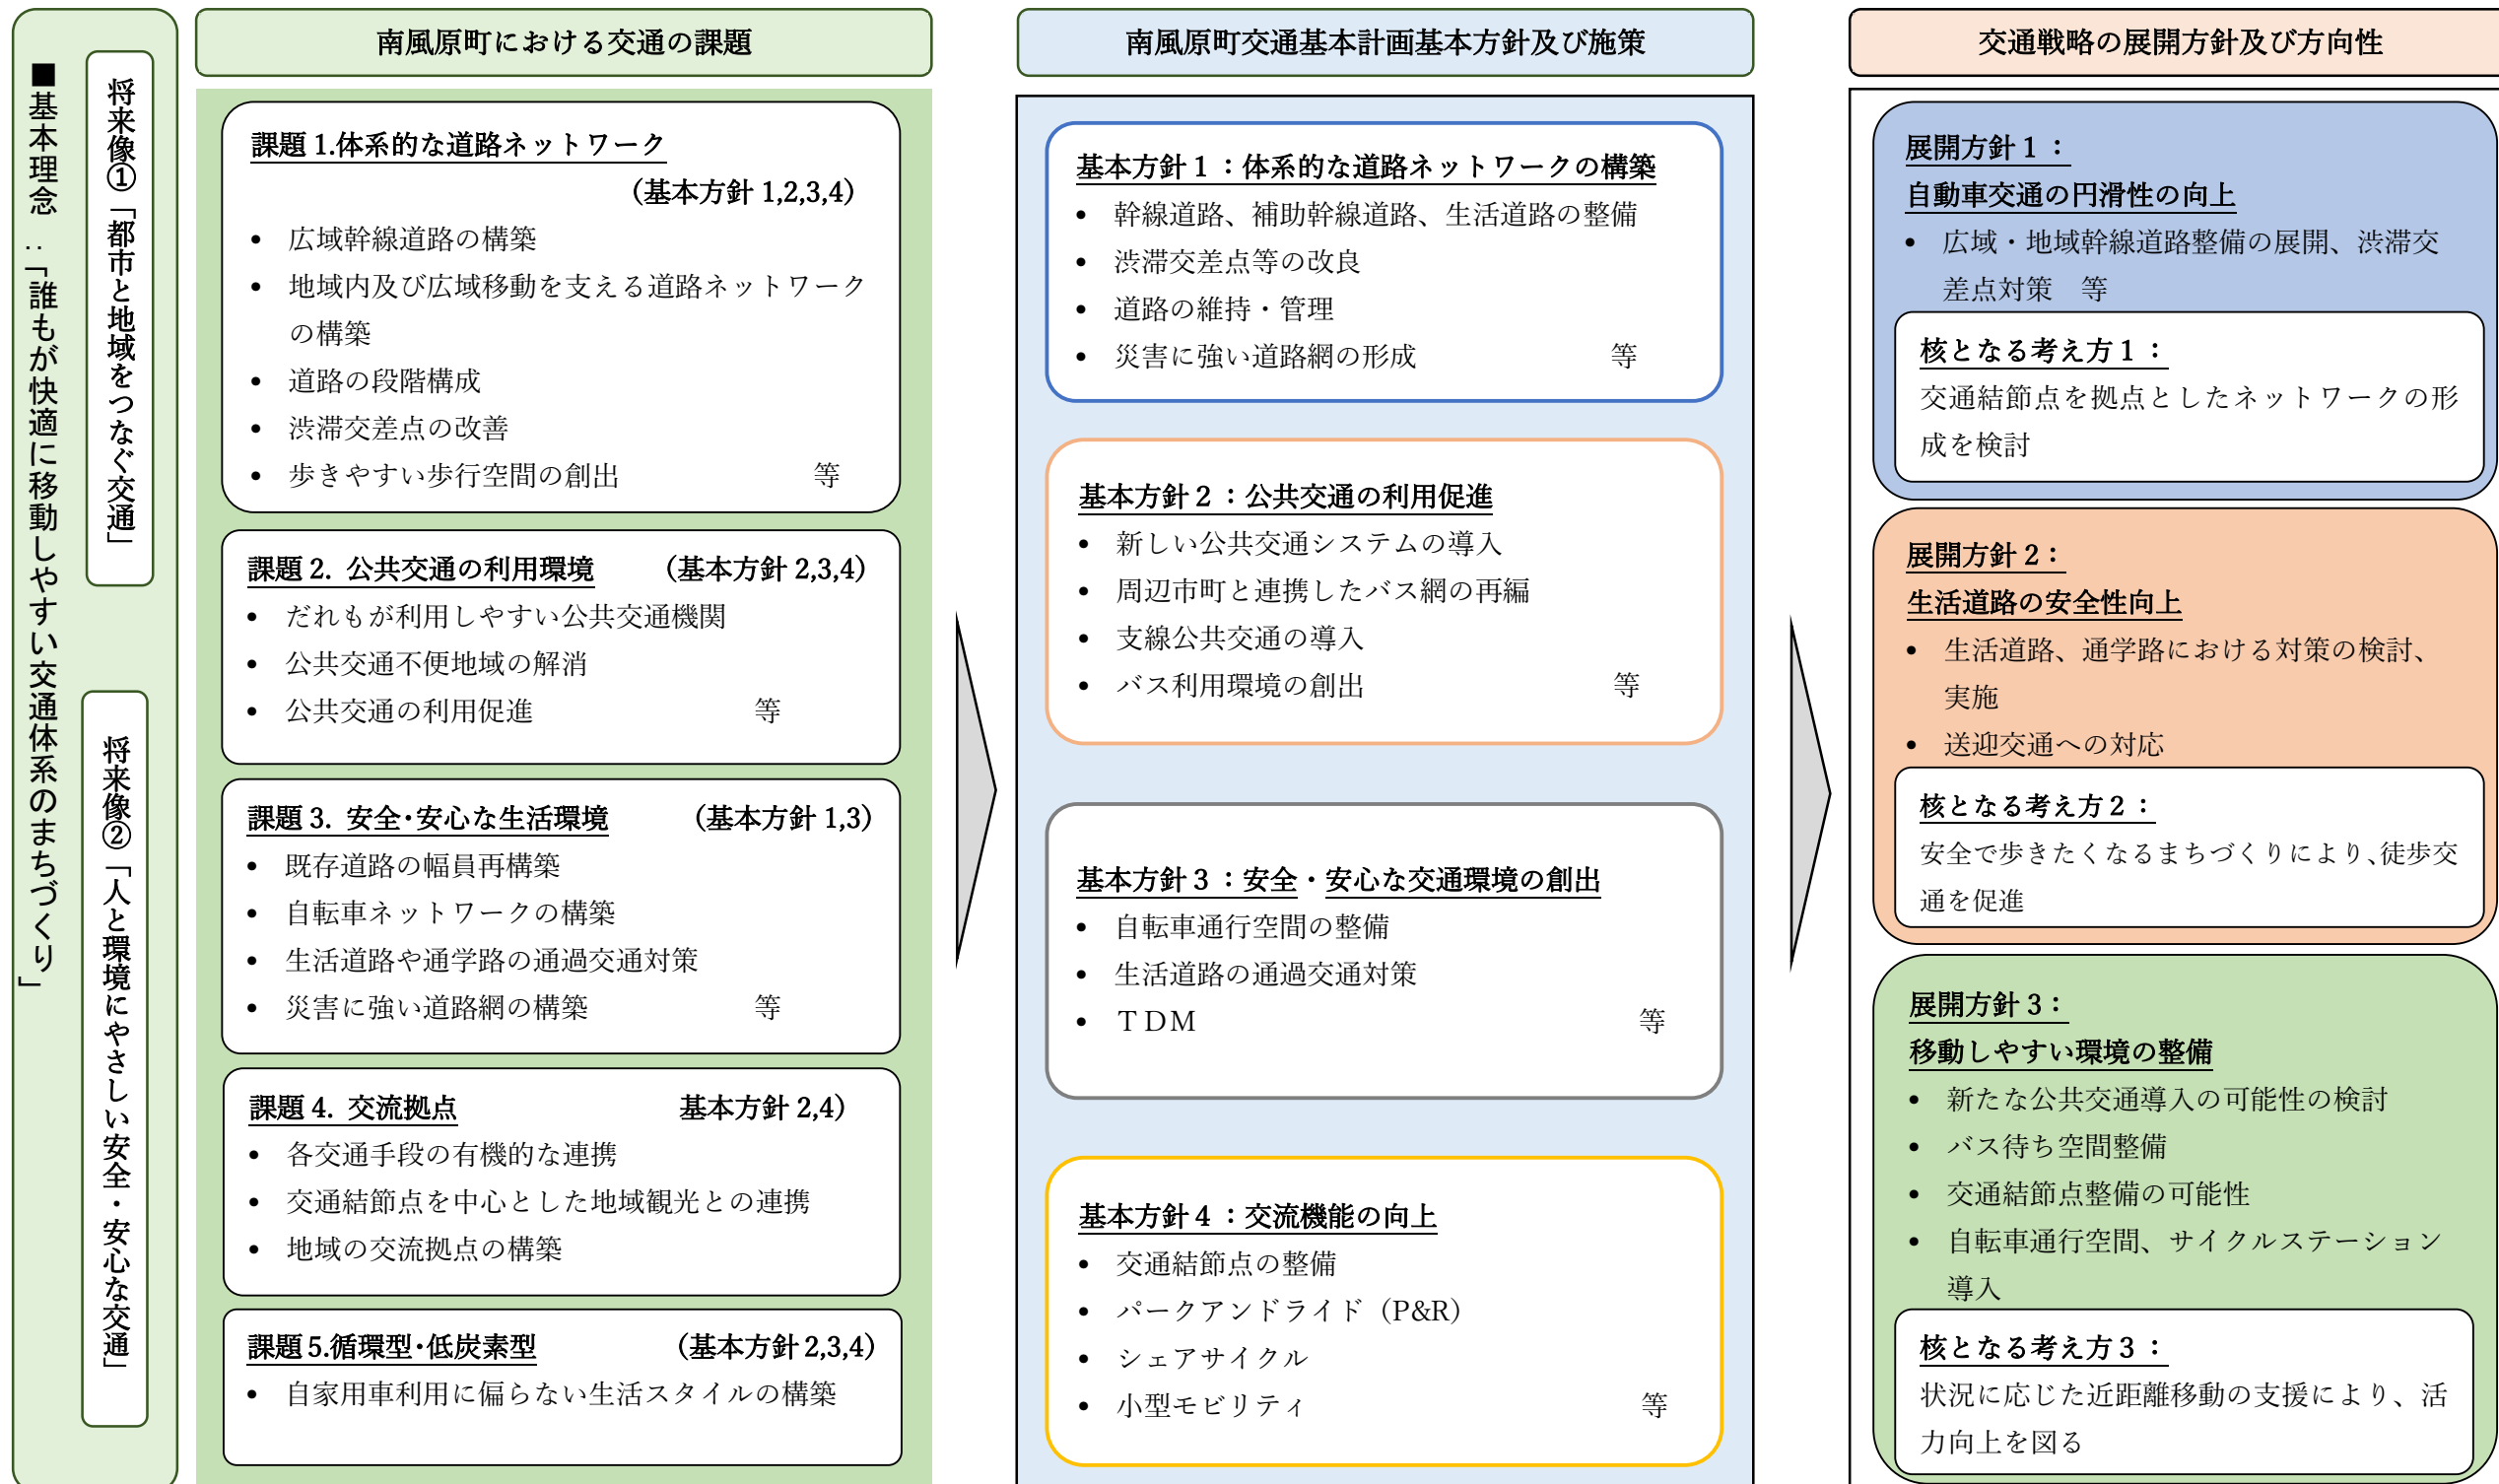 ■基本理念:「誰もが快適に移動しやすい交通体系のまちづくり」
将来像①「都市と地域をつなぐ交通」
将来像②「人と環境にやさしい安全・安心な交通」
南風原町における交通の課題
課題 1.体系的な道路ネットワーク
（基本方針 1,2,3,4）
• 広域幹線道路の構築
• 地域内及び広域移動を支える道路ネットワーク
の構築
• 道路の段階構成
• 渋滞交差点の改善
• 歩きやすい歩行空間の創出 等
課題 2. 公共交通の利用環境 （基本方針 2,3,4）
• だれもが利用しやすい公共交通機関
• 公共交通不便地域の解消
• 公共交通の利用促進 等
課題 3. 安全・安心な生活環境 （基本方針 1,3）
• 既存道路の幅員再構築
• 自転車ネットワークの構築
• 生活道路や通学路の通過交通対策
• 災害に強い道路網の構築 等
課題 4. 交流拠点 基本方針 2,4）
• 各交通手段の有機的な連携
• 交通結節点を中心とした地域観光との連携
• 地域の交流拠点の構築
課題 5.循環型・低炭素型 （基本方針 2,3,4）
• 自家用車利用に偏らない生活スタイルの構築
南風原町交通基本計画基本方針及び施策
基本方針１：体系的な道路ネットワークの構築
• 幹線道路、補助幹線道路、生活道路の整備
• 渋滞交差点等の改良
• 道路の維持・管理
• 災害に強い道路網の形成 等
基本方針２：公共交通の利用促進
• 新しい公共交通システムの導入
• 周辺市町と連携したバス網の再編
• 支線公共交通の導入
• バス利用環境の創出 等
基本方針３：安全・安心な交通環境の創出
• 自転車通行空間の整備
• 生活道路の通過交通対策
• ＴＤＭ 等
基本方針４：交流機能の向上
• 交通結節点の整備
• パークアンドライド（P&R）
• シェアサイクル
• 小型モビリティ 等
交通戦略の展開方針及び方向性
展開方針１：
自動車交通の円滑性の向上
• 広域・地域幹線道路整備の展開、渋滞交
差点対策　等
核となる考え方１：
交通結節点を拠点としたネットワークの形
成を検討
展開方針 2：
生活道路の安全性向上
• 生活道路、通学路における対策の検討、
実施
• 送迎交通への対応
核となる考え方２：
安全で歩きたくなるまちづくりにより、徒歩交
通を促進
展開方針 3：
移動しやすい環境の整備
• 新たな公共交通導入の可能性の検討
• バス待ち空間整備
• 交通結節点整備の可能性
• 自転車通行空間、サイクルステーション
導入
核となる考え方３：
状況に応じた近距離移動の支援により、活
力向上を図る